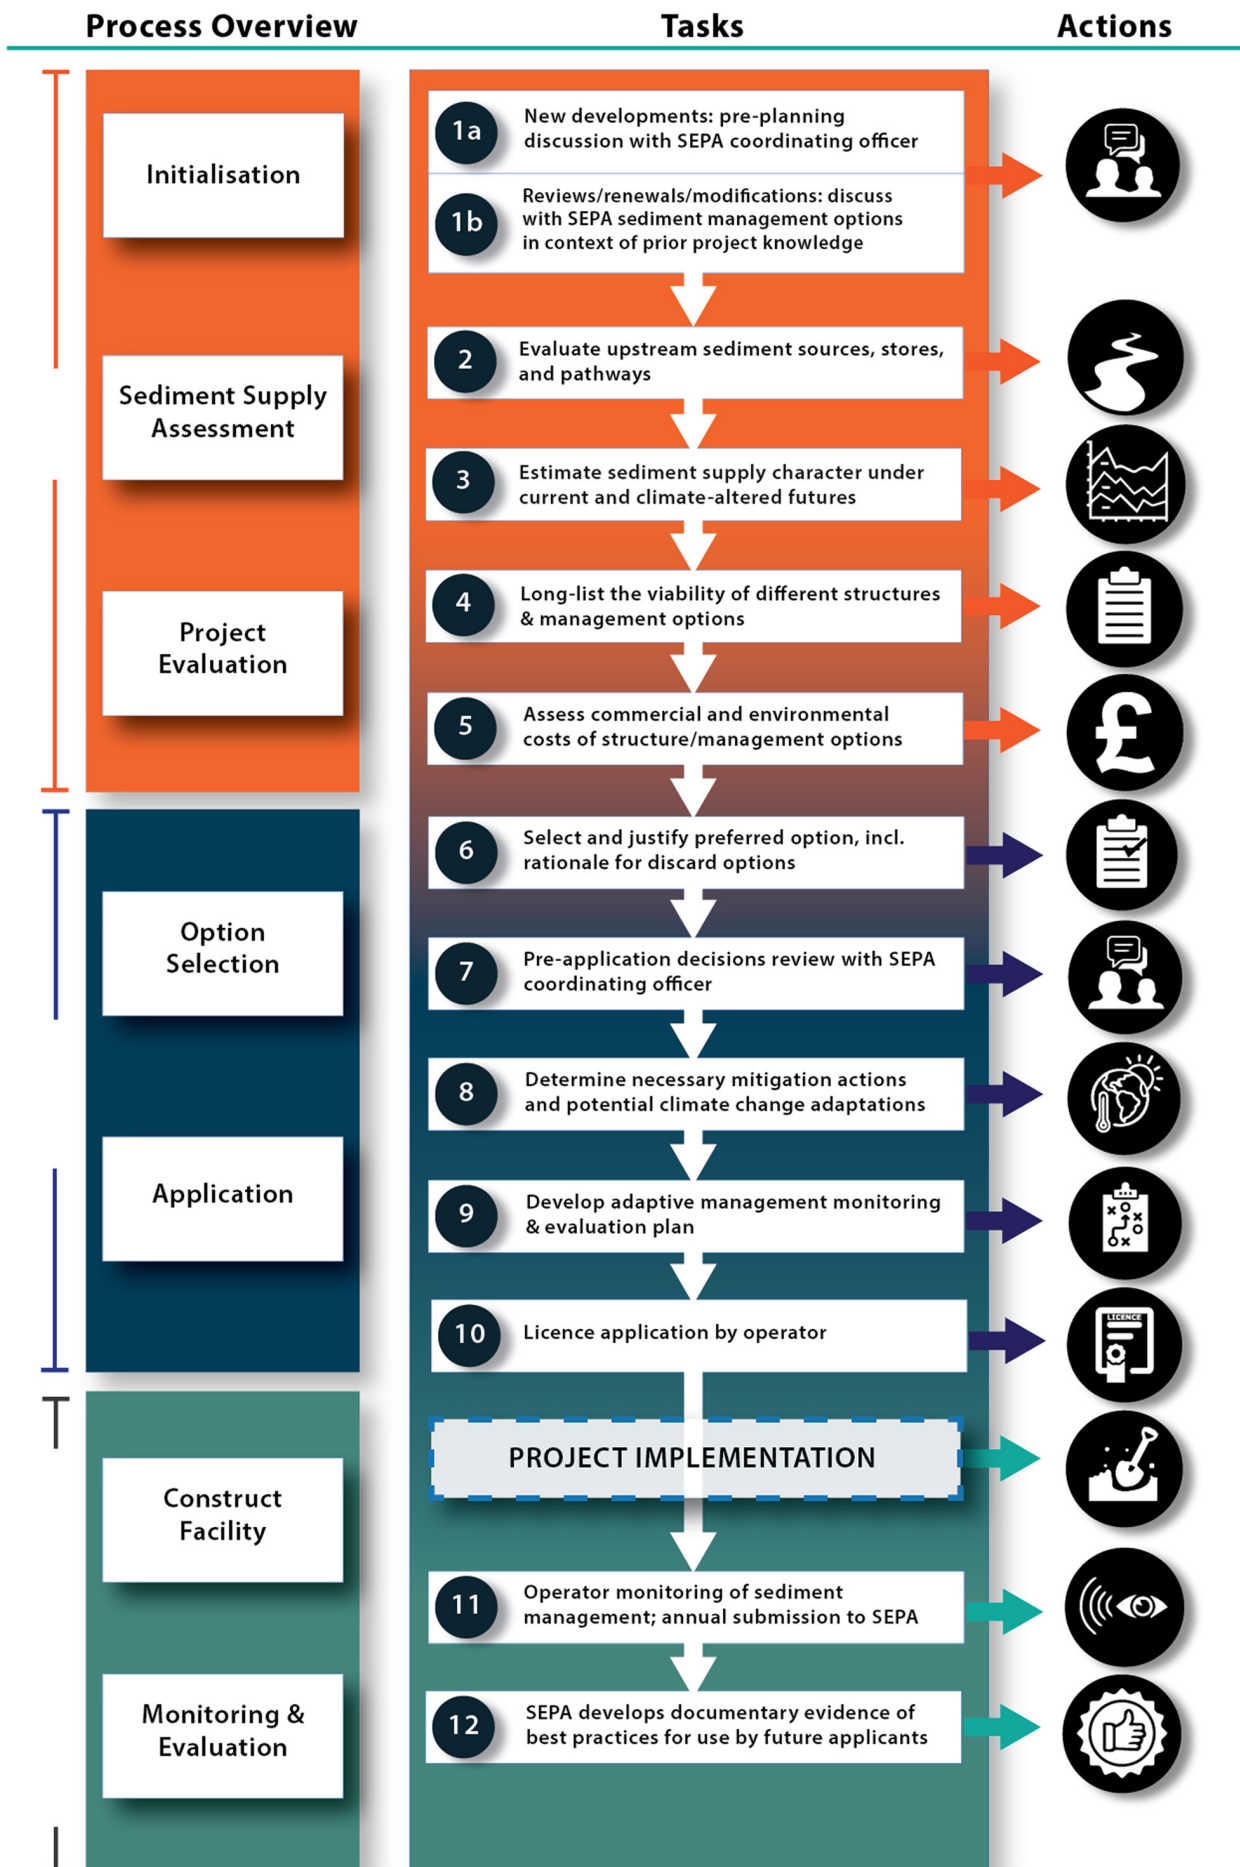 Process Overview
Tasks
Actions
Initialisation
Sediment Supply
Assessment
Project
Evaluation
Option
Selection
Application
Construct
Facility
Monitoring &
Evaluation
1a
New developments: pre-planning
discussion with SEPA coordinating officer
1b
Reviews/renewals/modifications: discuss
with SEPA sediment management options
in context of prior project knowledge
2
Evaluate upstream sediment sources, stores,
and pathways
3
Estimate sediment supply character under
current and climate-altered futures
4
Long-list the viability of different structures
& management options
5
Assess commercial and environmental
costs of structure/management options
£
6
Select and justify preferred option, incl.
rationale for discard options
7
Pre-application decisions review with SEPA
coordinating officer
8
Determine necessary mitigation actions
and potential climate change adaptations
9
Develop adaptive management monitoring
& evaluation plan
10
Licence application by operator
LICENCE
PROJECT IMPLEMENTATION
11
Operator monitoring of sediment
management; annual submission to SEPA
12
SEPA develops documentary evidence of
best practices for use by future applicants